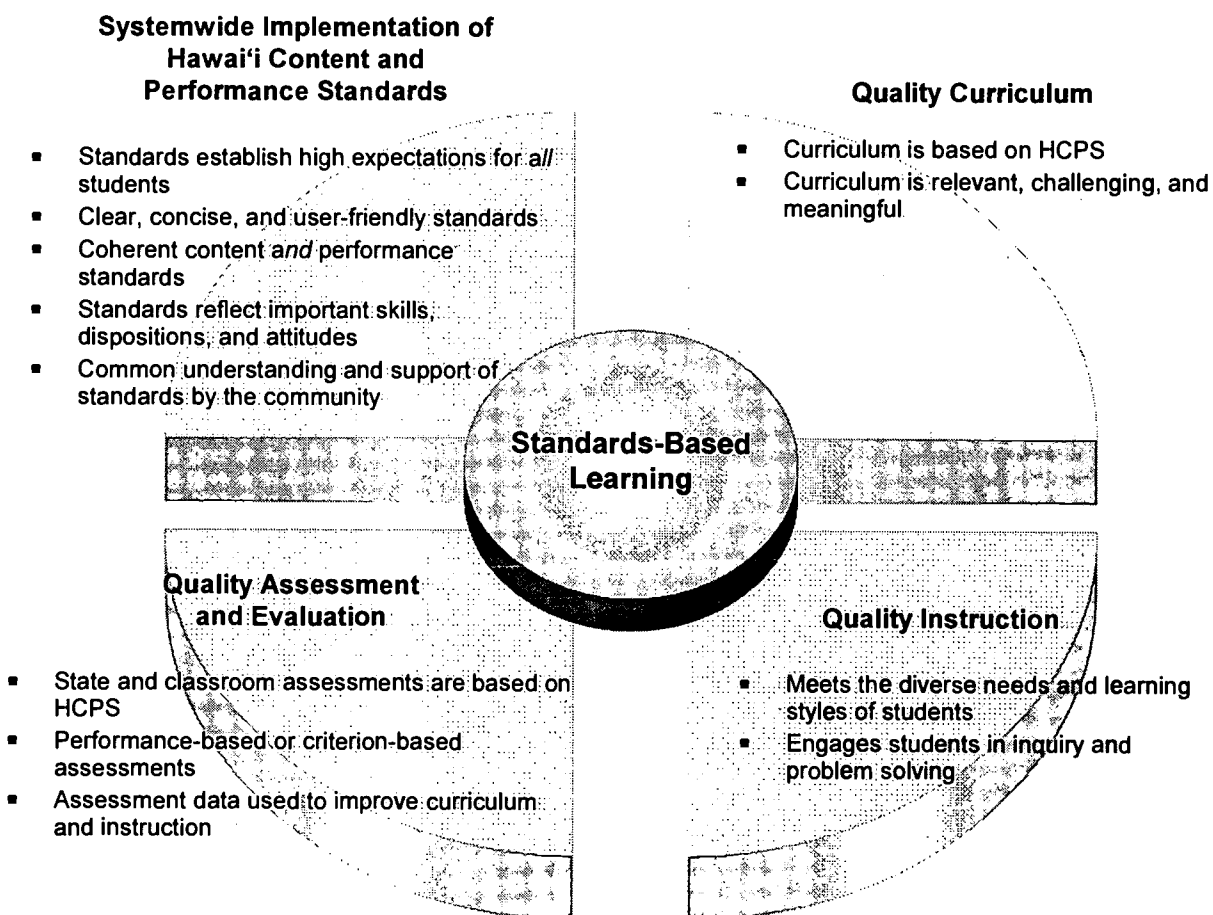 Systemwide Implementation of
Hawai‘i Content and
Performance Standards
▪ Standards establish high expectations for all
students
▪ Clear, concise, and user-friendly standards
▪ Coherent content and performance
standards
▪ Standards reflect important skills,
dispositions, and attitudes
▪ Common understanding and support of
standards by the community
Quality Curriculum
▪ Curriculum is based on HCPS
▪ Curriculum is relevant, challenging, and
meaningful
Standards-Based
Learning
Quality Assessment
and Evaluation
▪ State and classroom assessments are based on
HCPS
▪ Performance-based or criterion-based
assessments
▪ Assessment data used to improve curriculum
and instruction
Quality Instruction
▪ Meets the diverse needs and learning
styles of students
▪ Engages students in inquiry and
problem solving